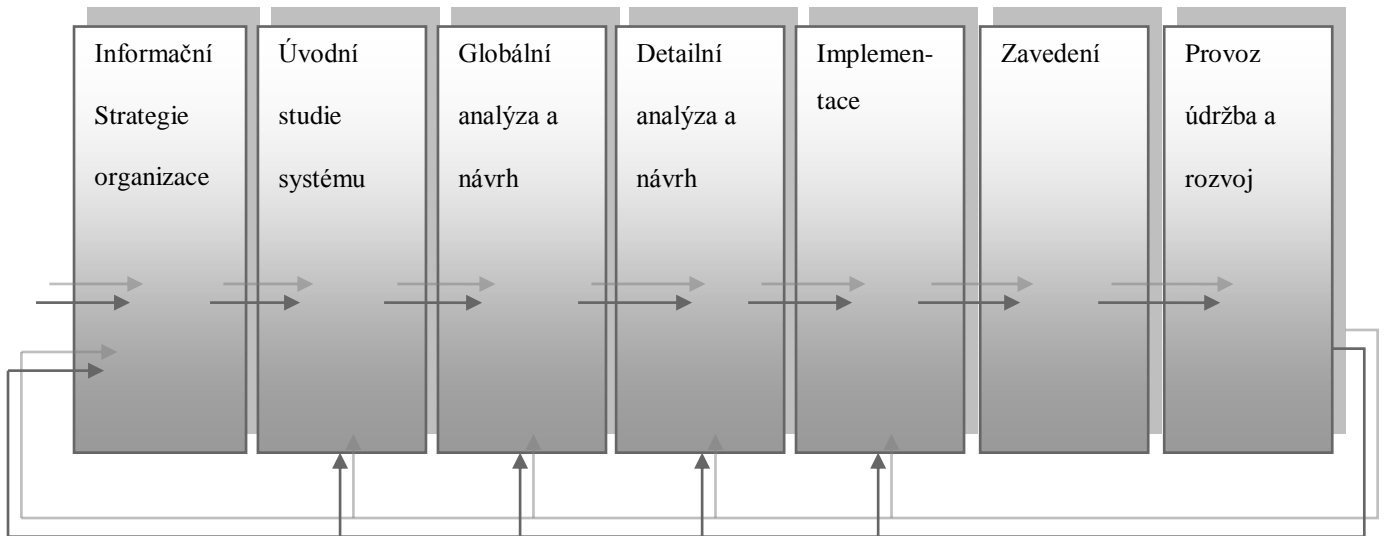 Informační
Strategie
organizace
Úvodní
studie
systému
Globální
analýza a
návrh
Detailní
analýza a
návrh
Implemen-
tace
Zavedení
Provoz
údržba a
rozvoj